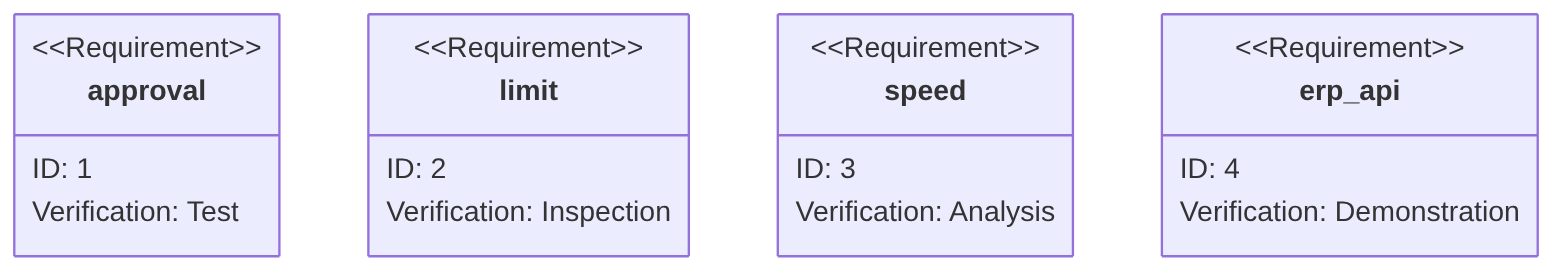 <<Requirement>>
approval
ID: 1
Verification: Test
<<Requirement>>
limit
ID: 2
Verification: Inspection
<<Requirement>>
speed
ID: 3
Verification: Analysis
<<Requirement>>
erp_api
ID: 4
Verification: Demonstration